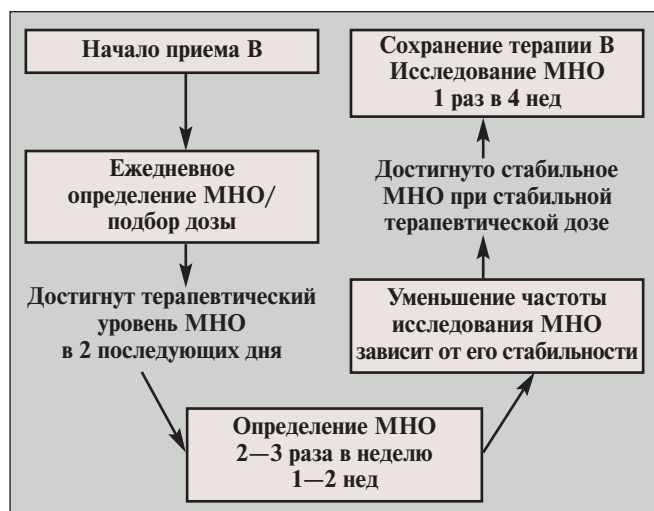 Начало приема В
Ежедневное
определение МНО/
подбор дозы
Достигнут терапевтический
уровень МНО
в 2 последующих дня
Определение МНО
2—3 раза в неделю
1—2 нед
Уменьшение частоты
исследования МНО
зависит от его стабильности
Достигнуто стабильное
МНО при стабильной
терапевтической дозе
Сохранение терапии В
Исследование МНО
1 раз в 4 нед